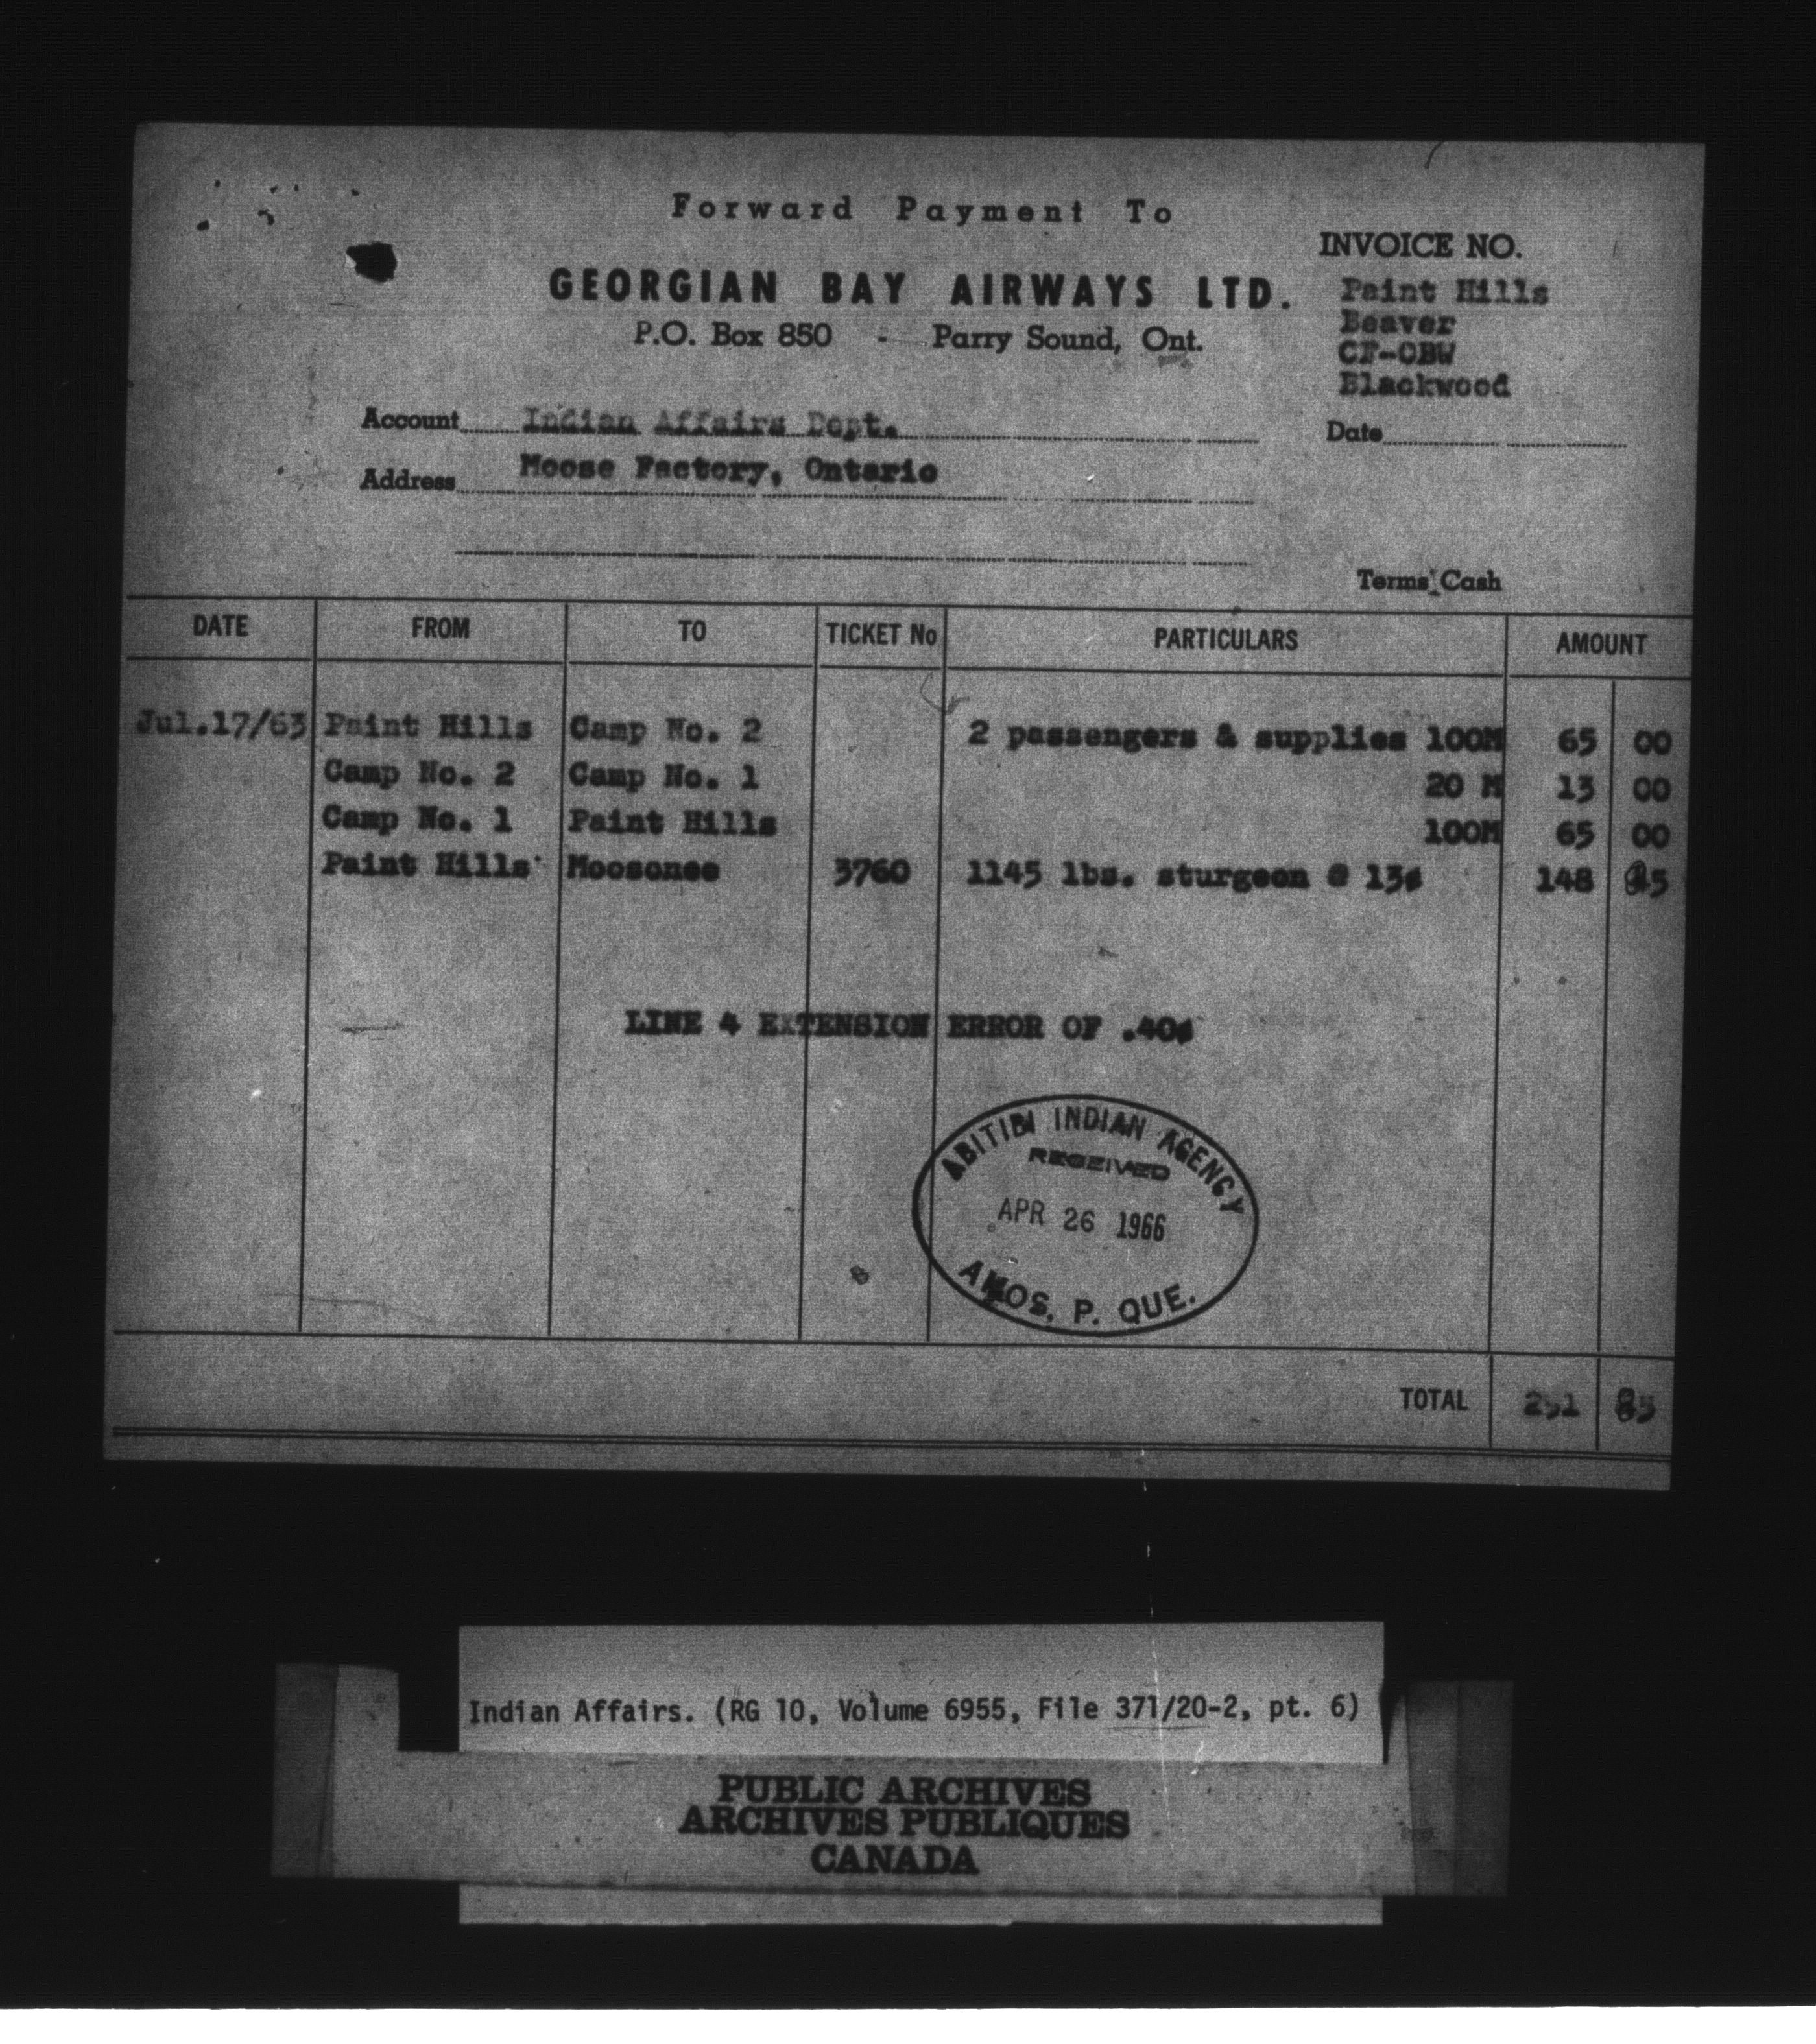 Forward Payment To
INVOICE NO.
GEORGIAN BAY AIRWAYS LTD.
Paint Hills
P.O. Box 850 - Parry Sound, Ont.
Beaver
CF-OBW
Blackwood
Account Indian Affairs Dept.
Date
Address Moose Factory, Ontario
Terms: Cash
DATE FROM TO TICKET No PARTICULARS AMOUNT
Jul.17/63 Paint Hills Camp No. 2 2 passengers & supplies 100M 65 00
Camp No. 2 Camp No. 1 20 M 13 00
Camp No. 1 Paint Hills 100M 65 00
Paint Hills Moosonee 3760 1145 lbs. sturgeon @ 13¢ 148
LINE 4 EXTENSION ERROR OF .40¢
ABITIBI INDIAN AGENCY
RECEIVED
APR 26 1966
AMOS. P. QUE.
TOTAL 291 85
Indian Affairs. (RG 10, Volume 6955, File 371/20-2, pt. 6)
PUBLIC ARCHIVES
ARCHIVES PUBLIQUES
CANADA